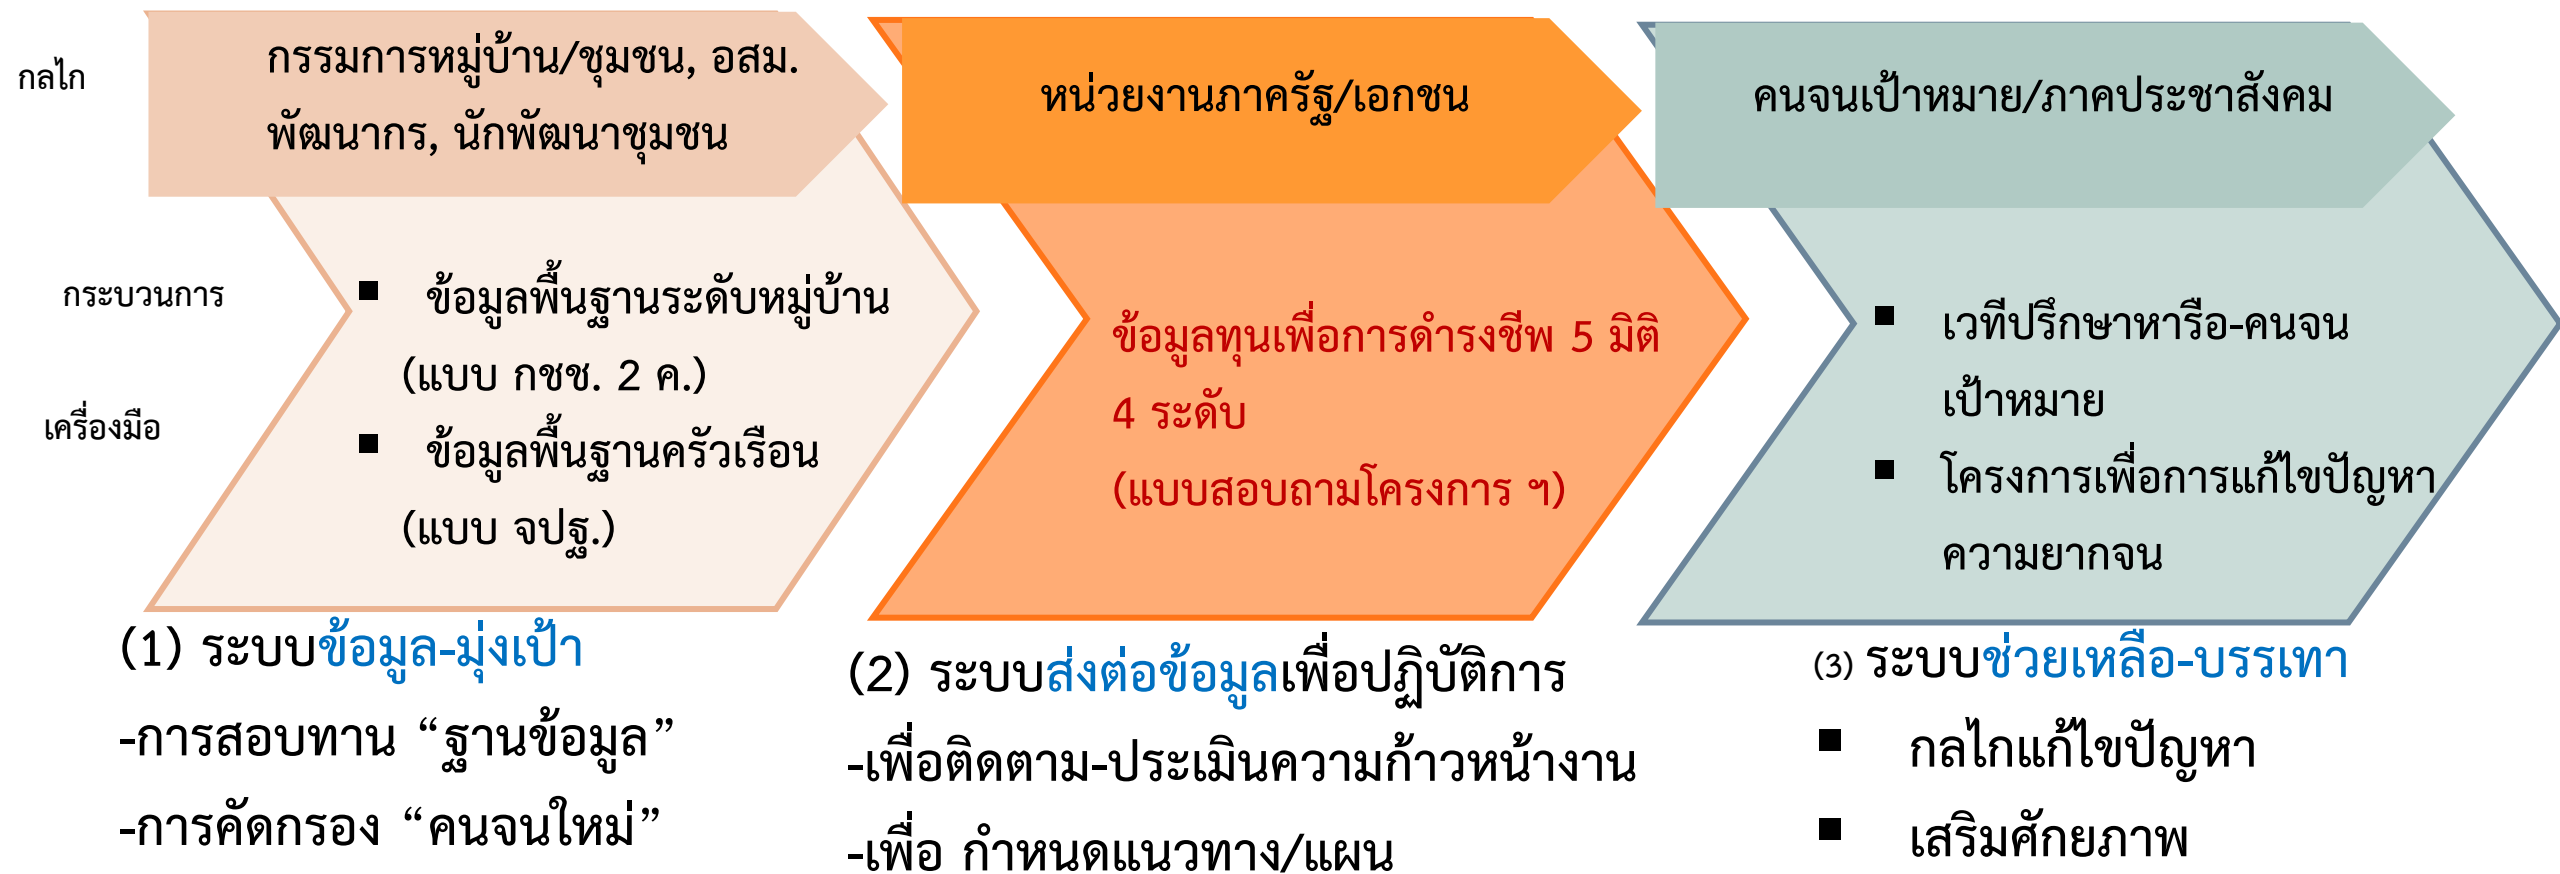 กลไก
กรรมการหมู่บ้าน/ชุมชน, อสม.
พัฒนากร, นักพัฒนาชุมชน
หน่วยงานภาครัฐ/เอกชน
คนจนเป้าหมาย/ภาคประชาสังคม
กระบวนการ
เครื่องมือ
▪ ข้อมูลพื้นฐานระดับหมู่บ้าน
(แบบ กชช. 2 ค.)
▪ ข้อมูลพื้นฐานครัวเรือน
(แบบ จปฐ.)
ข้อมูลทุนเพื่อการดำรงชีพ 5 มิติ
4 ระดับ
(แบบสอบถามโครงการ ฯ)
▪ เวทีปรึกษาหารือ-คนจน
เป้าหมาย
▪ โครงการเพื่อการแก้ไขปัญหา
ความยากจน
(1) ระบบข้อมูล-มุ่งเป้า
-การสอบทาน “ฐานข้อมูล”
-การคัดกรอง “คนจนใหม่”
(2) ระบบส่งต่อข้อมูลเพื่อปฏิบัติการ
-เพื่อติดตาม-ประเมินความก้าวหน้างาน
-เพื่อ กำหนดแนวทาง/แผน
(3) ระบบช่วยเหลือ-บรรเทา
▪ กลไกแก้ไขปัญหา
▪ เสริมศักยภาพ